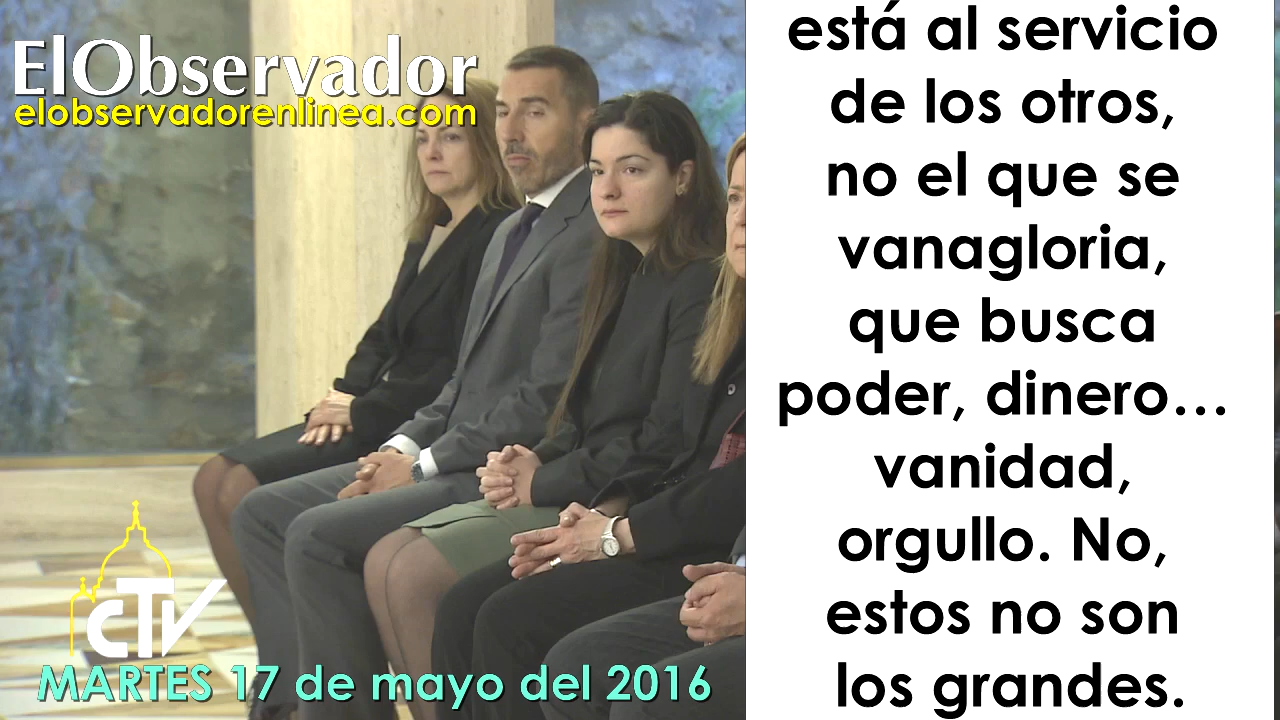 ElObservador
elobservadorenlinea.com
CTV
MARTES 17 de mayo del 2016
está al servicio
de los otros,
no el que se
vanagloria,
que busca
poder, dinero…
vanidad,
orgullo. No,
estos no son
los grandes.